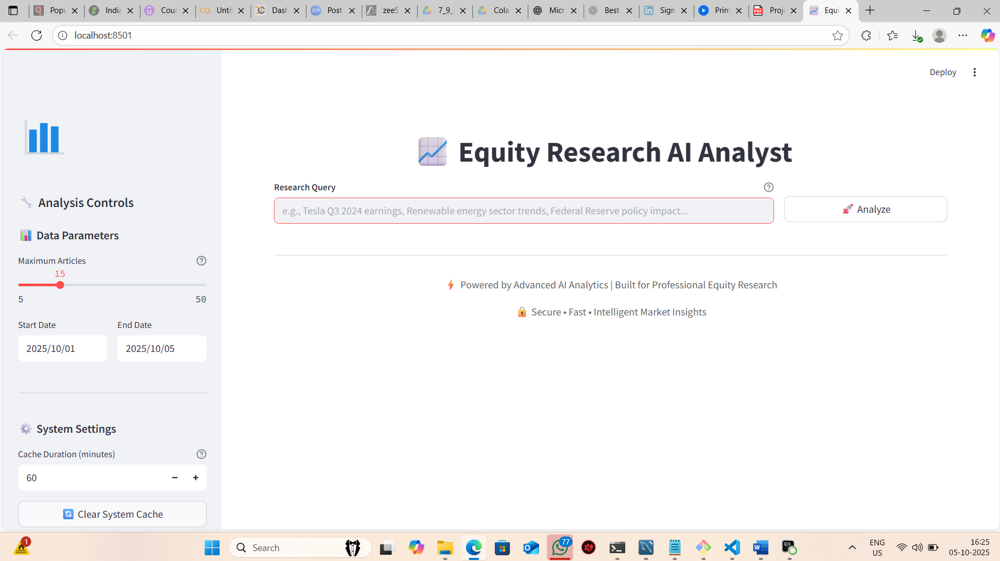 Popu
India
Cour
Unti
Dash
Post
zee5
7_9_
Cola
Micr
Best
Sign
Prim
Proje
Equi
localhost:8501
Deploy
Equity Research AI Analyst
Research Query
e.g., Tesla Q3 2024 earnings, Renewable energy sector trends, Federal Reserve policy impact...
Analyze
Powered by Advanced AI Analytics | Built for Professional Equity Research
Secure • Fast • Intelligent Market Insights
Analysis Controls
Data Parameters
Maximum Articles
15
5 50
Start Date End Date
2025/10/01 2025/10/05
System Settings
Cache Duration (minutes)
60
Clear System Cache
1
Search
77
ENG
US
16:25
05-10-2025